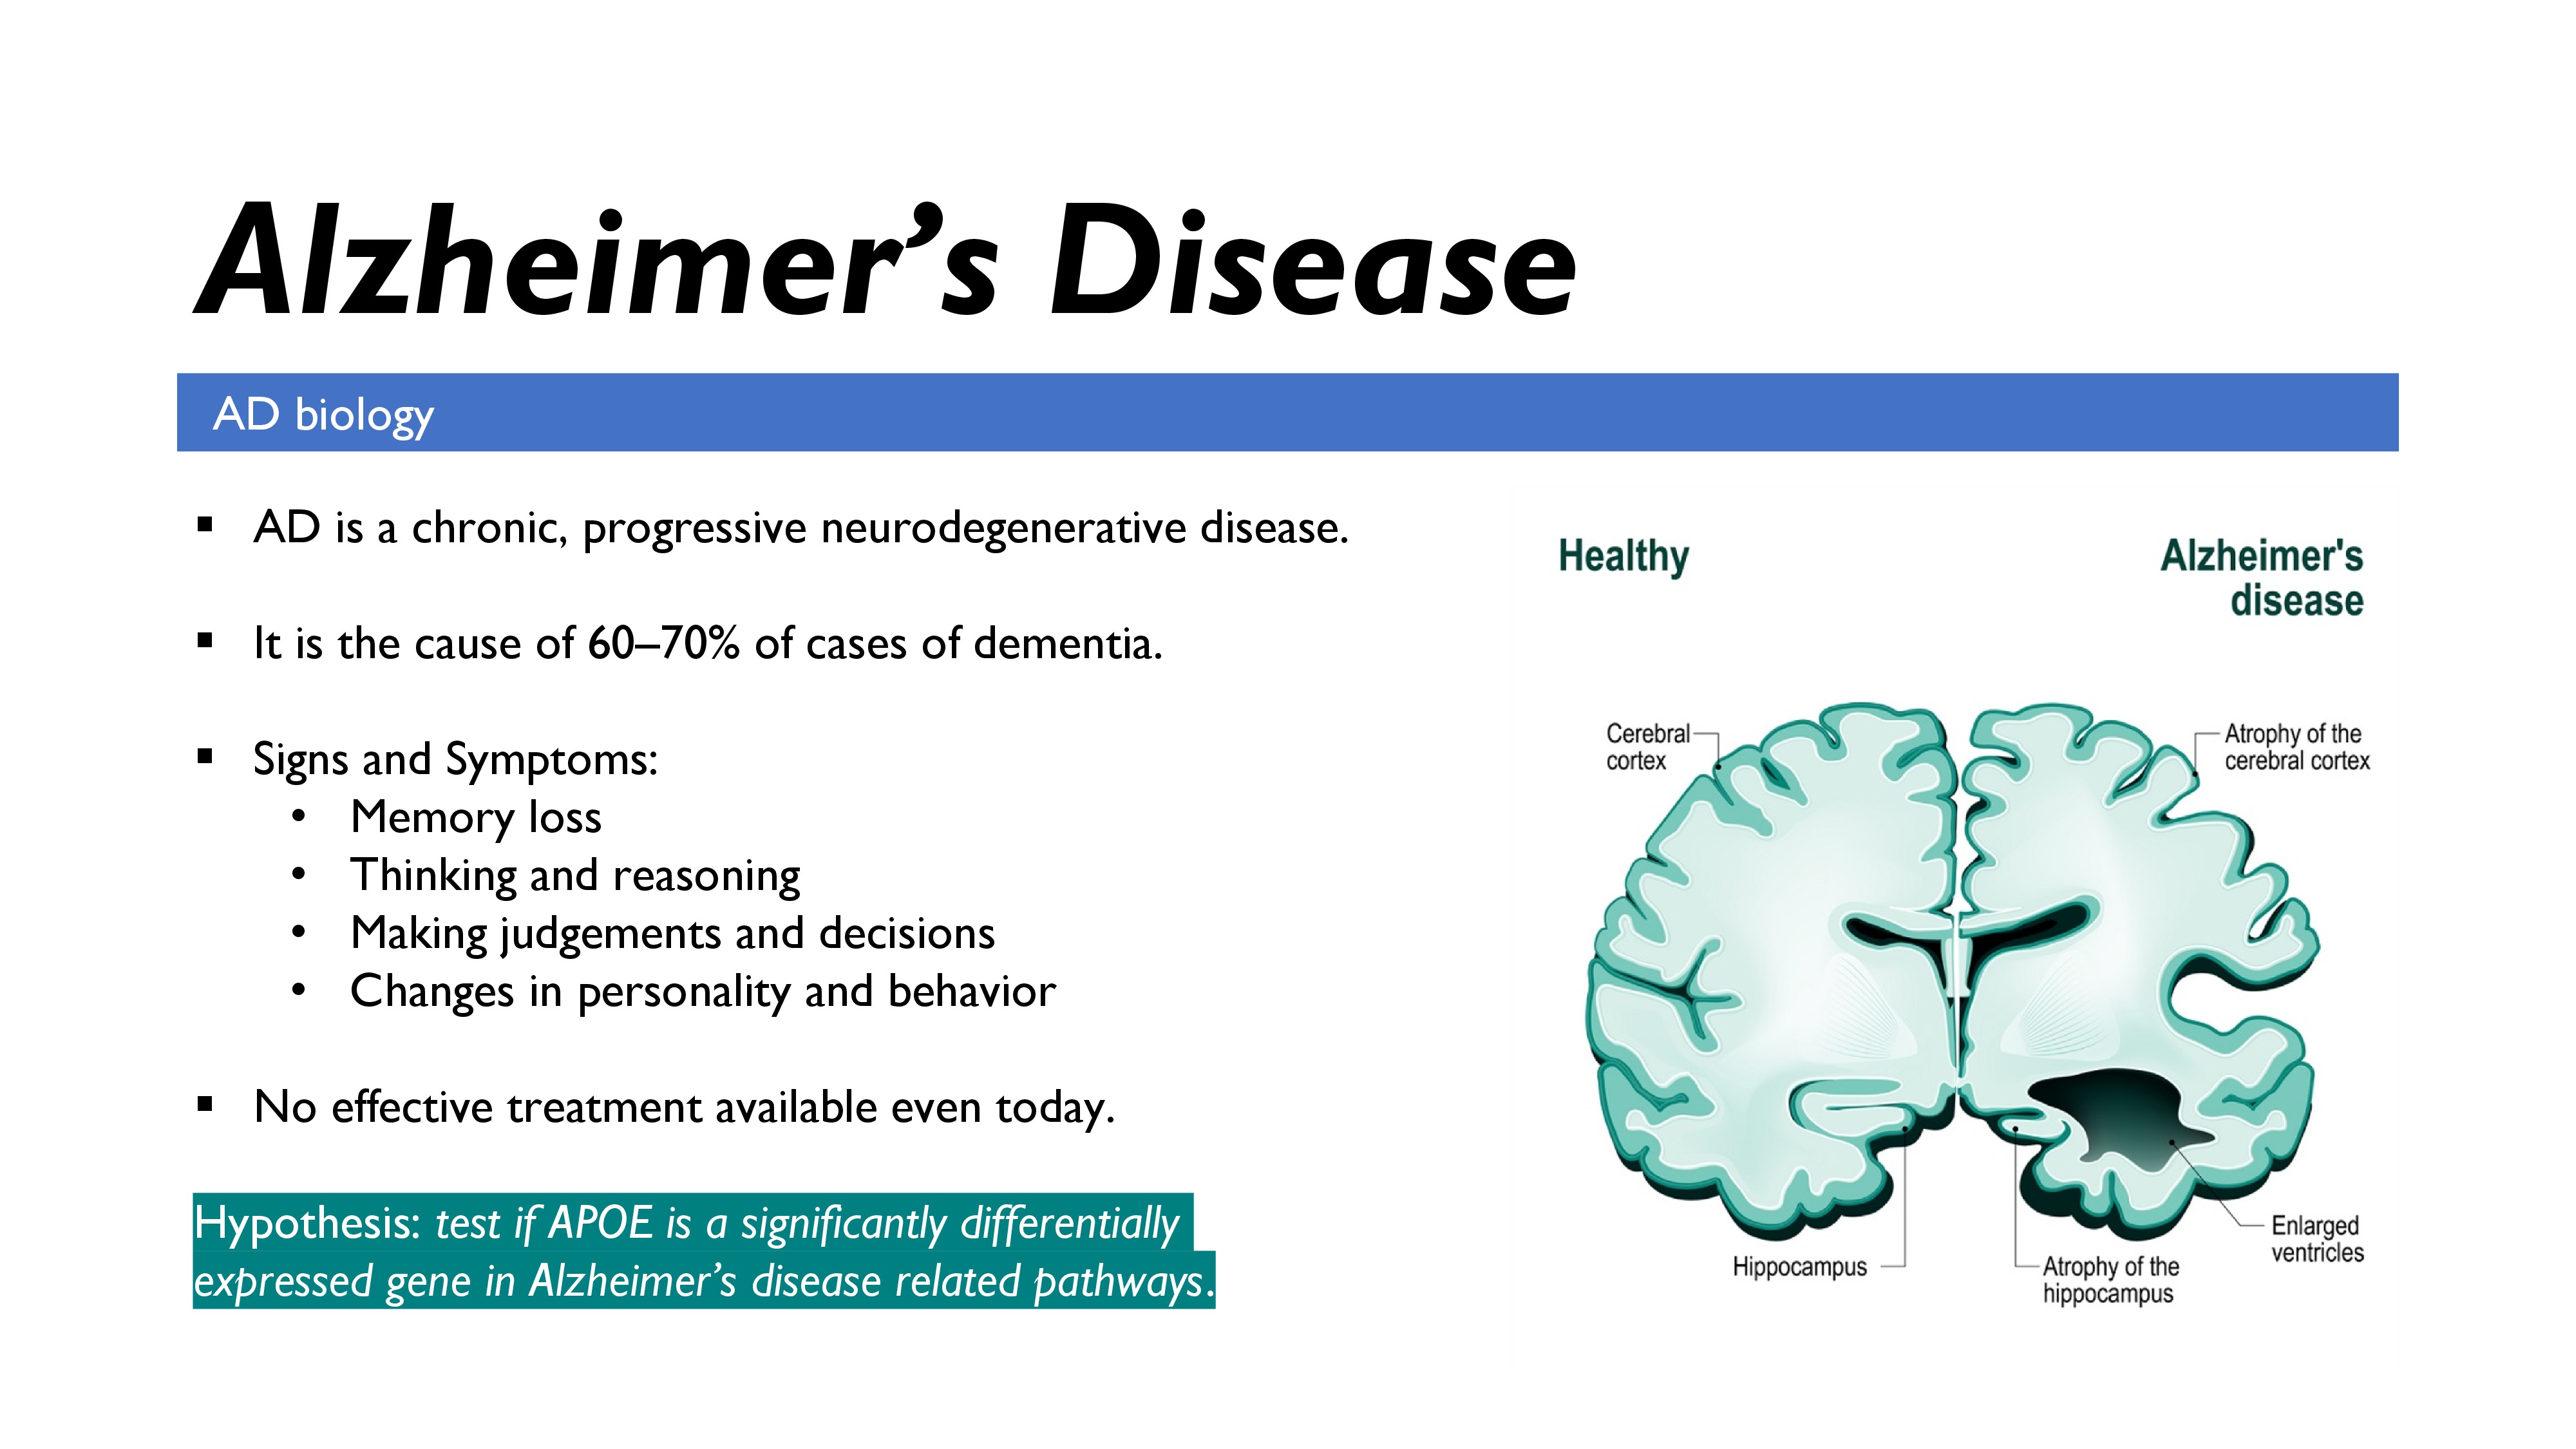 Alzheimer’s Disease
AD biology
▪ AD is a chronic, progressive neurodegenerative disease.
▪ It is the cause of 60–70% of cases of dementia.
▪ Signs and Symptoms:
• Memory loss
• Thinking and reasoning
• Making judgements and decisions
• Changes in personality and behavior
▪ No effective treatment available even today.
Hypothesis: test if APOE is a significantly differentially
expressed gene in Alzheimer’s disease related pathways.
Healthy
Alzheimer's
disease
Cerebral
cortex
Atrophy of the
cerebral cortex
Hippocampus
Atrophy of the
hippocampus
Enlarged
ventricles